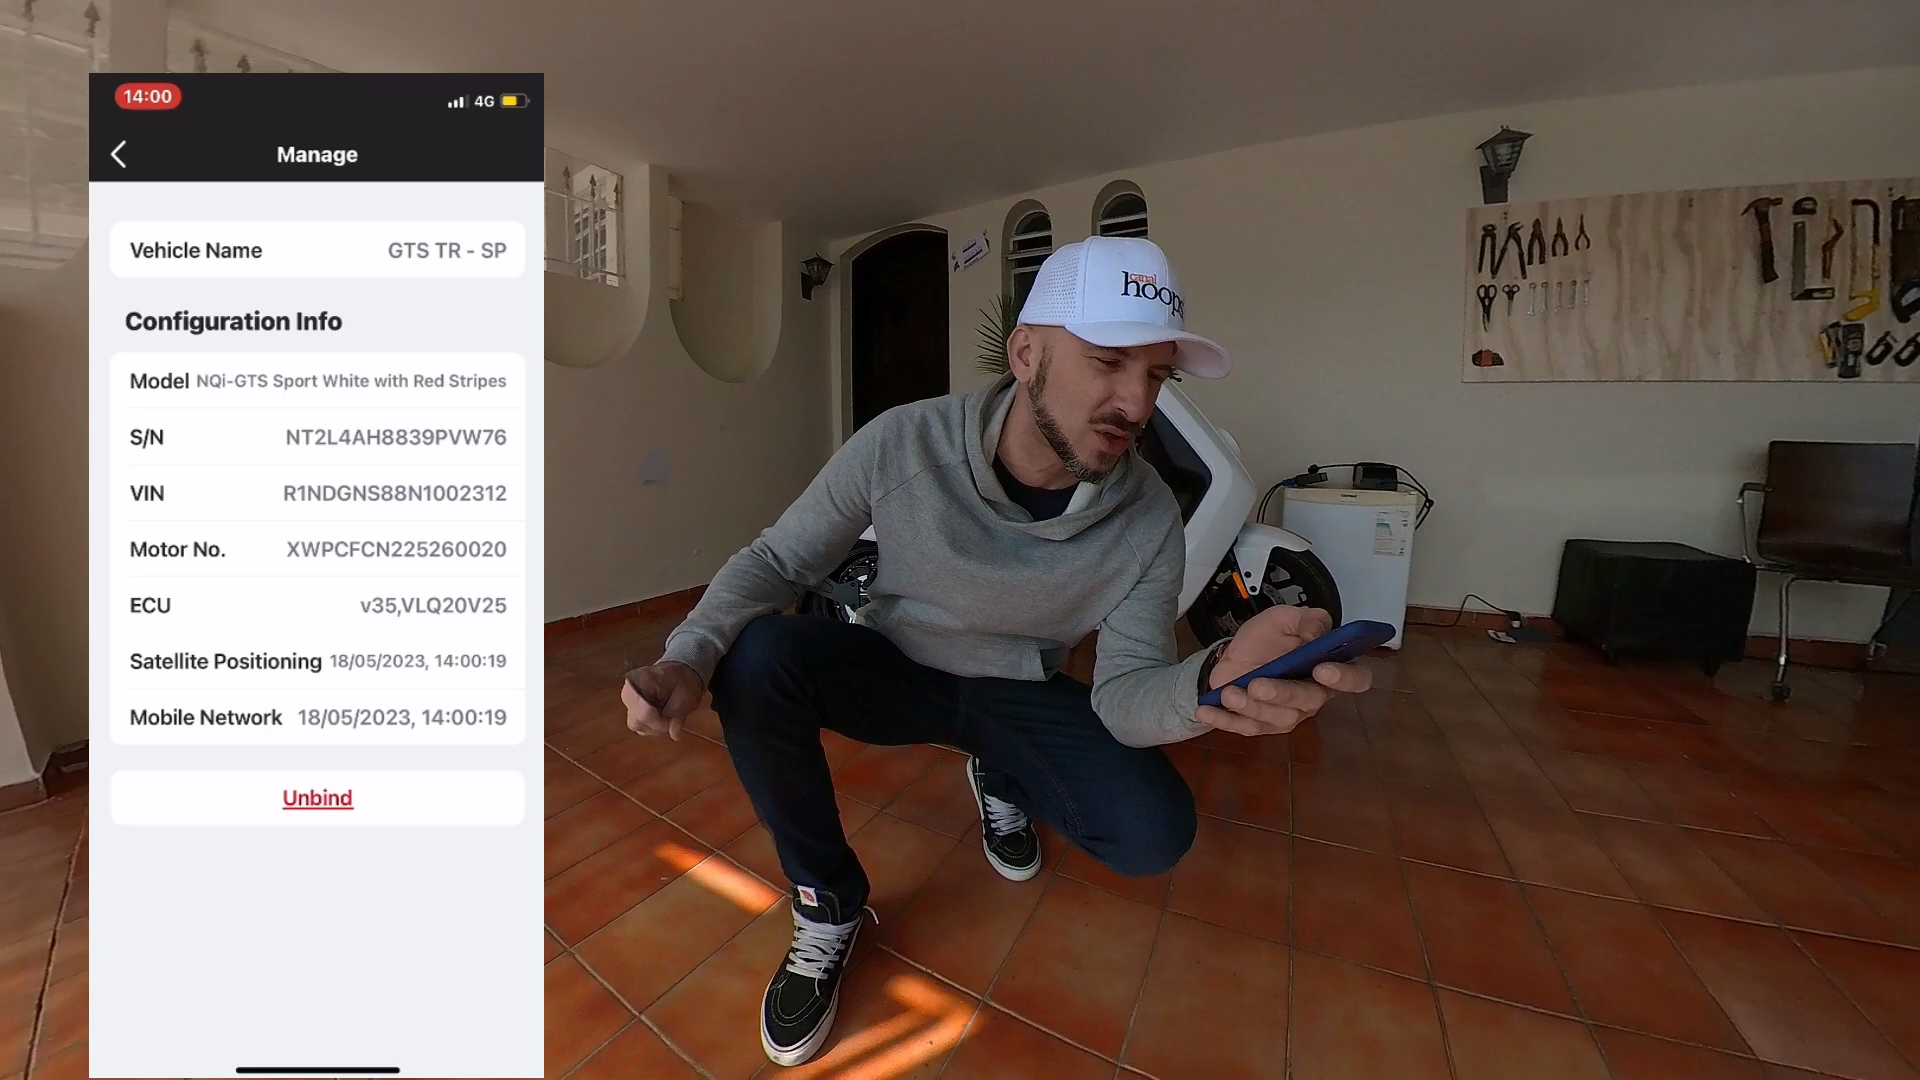 14:00
4G
Manage
Vehicle Name GTS TR - SP
Configuration Info
Model NQi-GTS Sport White with Red Stripes
S/N NT2L4AH8839PVW76
VIN R1NDGNS88N1002312
Motor No. XWPCFCN225260020
ECU v35,VLQ20V25
Satellite Positioning 18/05/2023, 14:00:19
Mobile Network 18/05/2023, 14:00:19
Unbind
canal
hoops